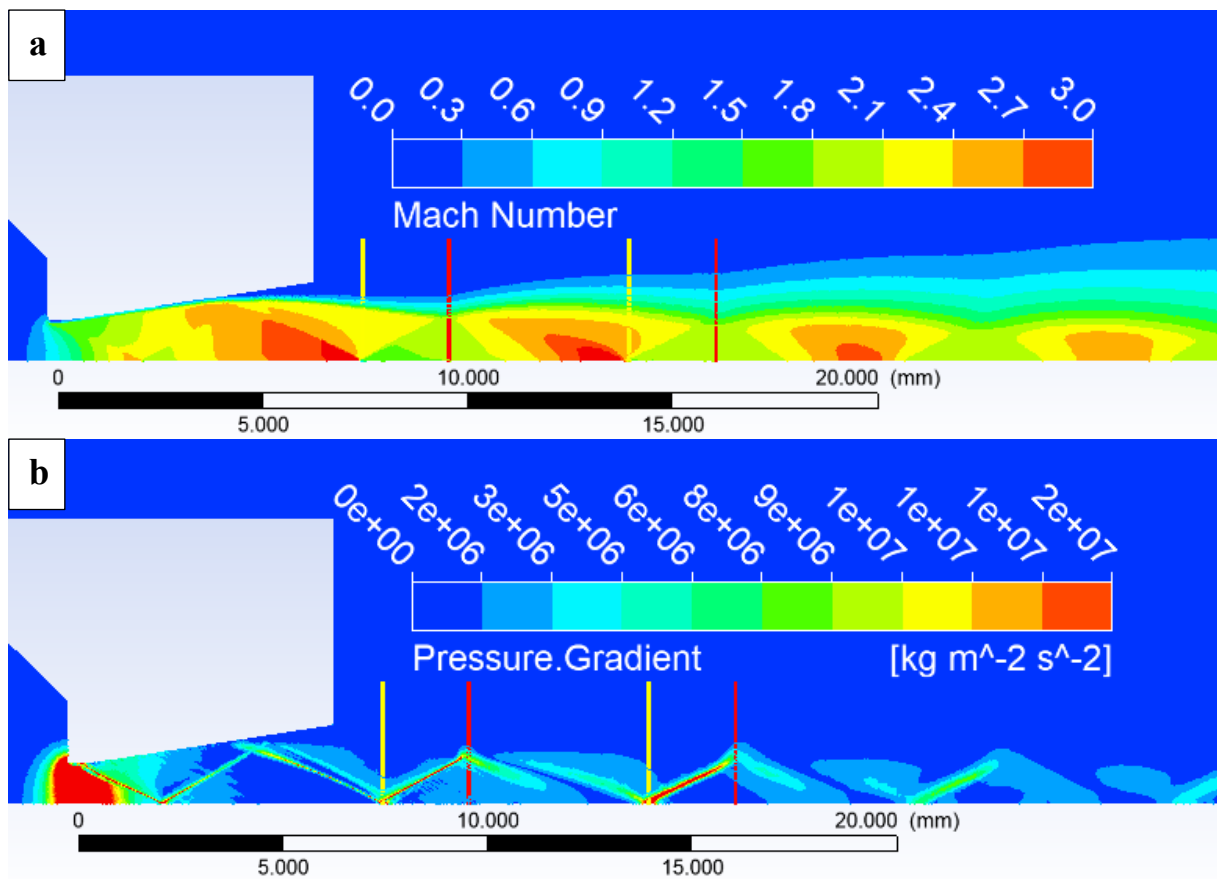 a
0.0 0.3 0.6 0.9 1.2 1.5 1.8 2.1 2.4 2.7 3.0
Mach Number
0 10.000 20.000 (mm)
5.000 15.000
b
0e+00 2e+06 3e+06 5e+06 6e+06 8e+06 9e+06 1e+07 1e+07 1e+07 2e+07
Pressure.Gradient [kg m^-2 s^-2]
0 10.000 20.000 (mm)
5.000 15.000